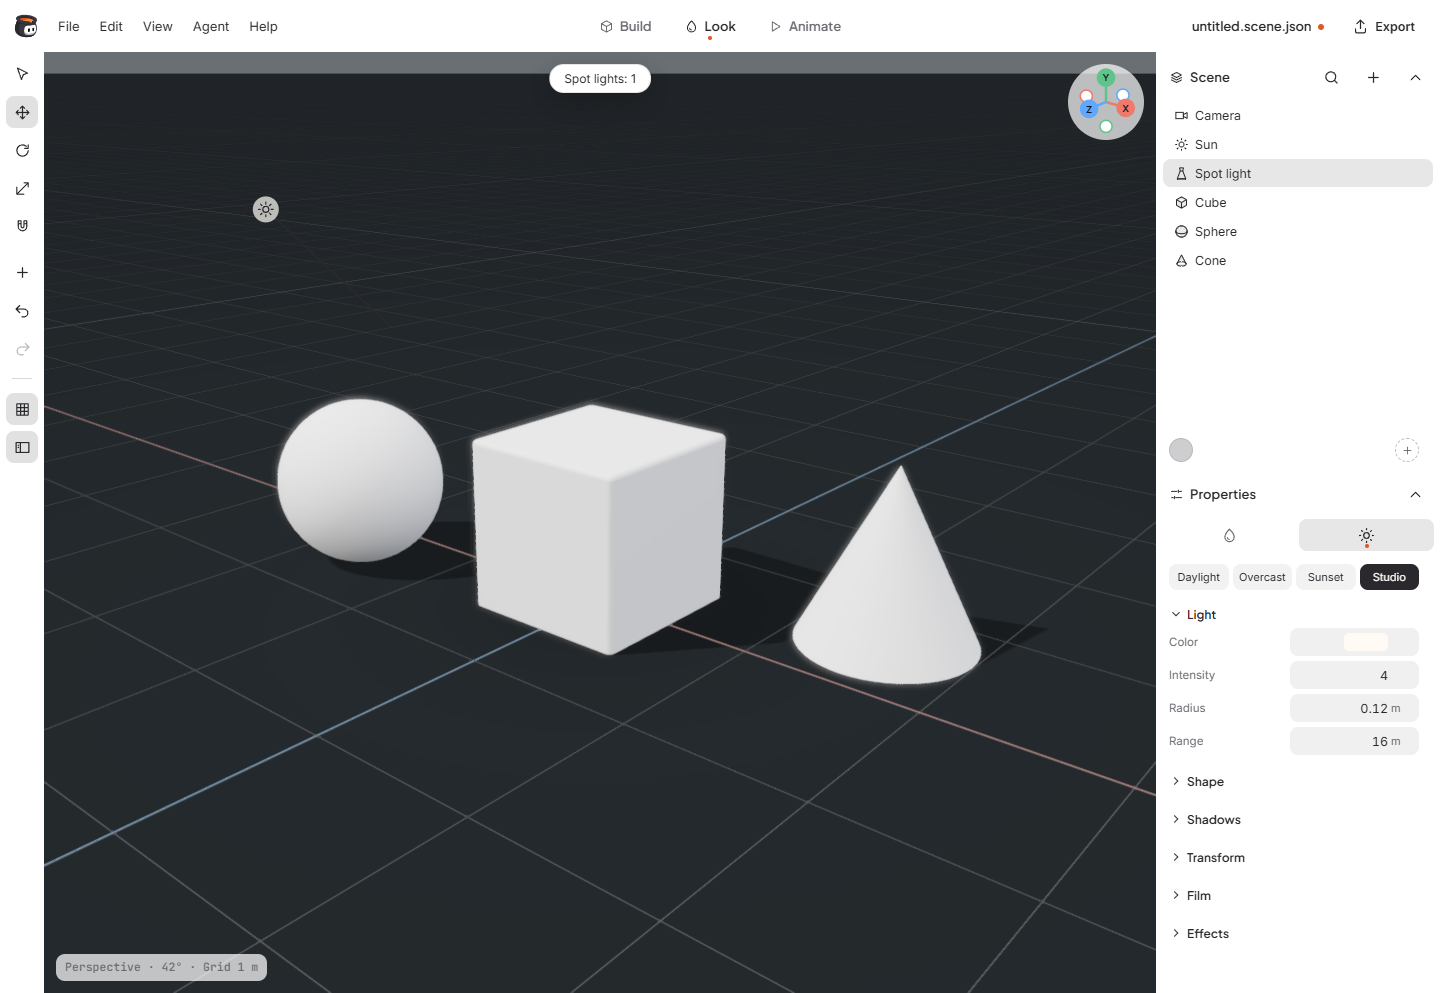 File Edit View Agent Help
Build Look Animate
untitled.scene.json Export
Spot lights: 1
Y
Z
X
Scene
Camera
Sun
Spot light
Cube
Sphere
Cone
Properties
Daylight Overcast Sunset Studio
Light
Color
Intensity 4
Radius 0.12 m
Range 16 m
Shape
Shadows
Transform
Film
Effects
Perspective · 42° · Grid 1 m